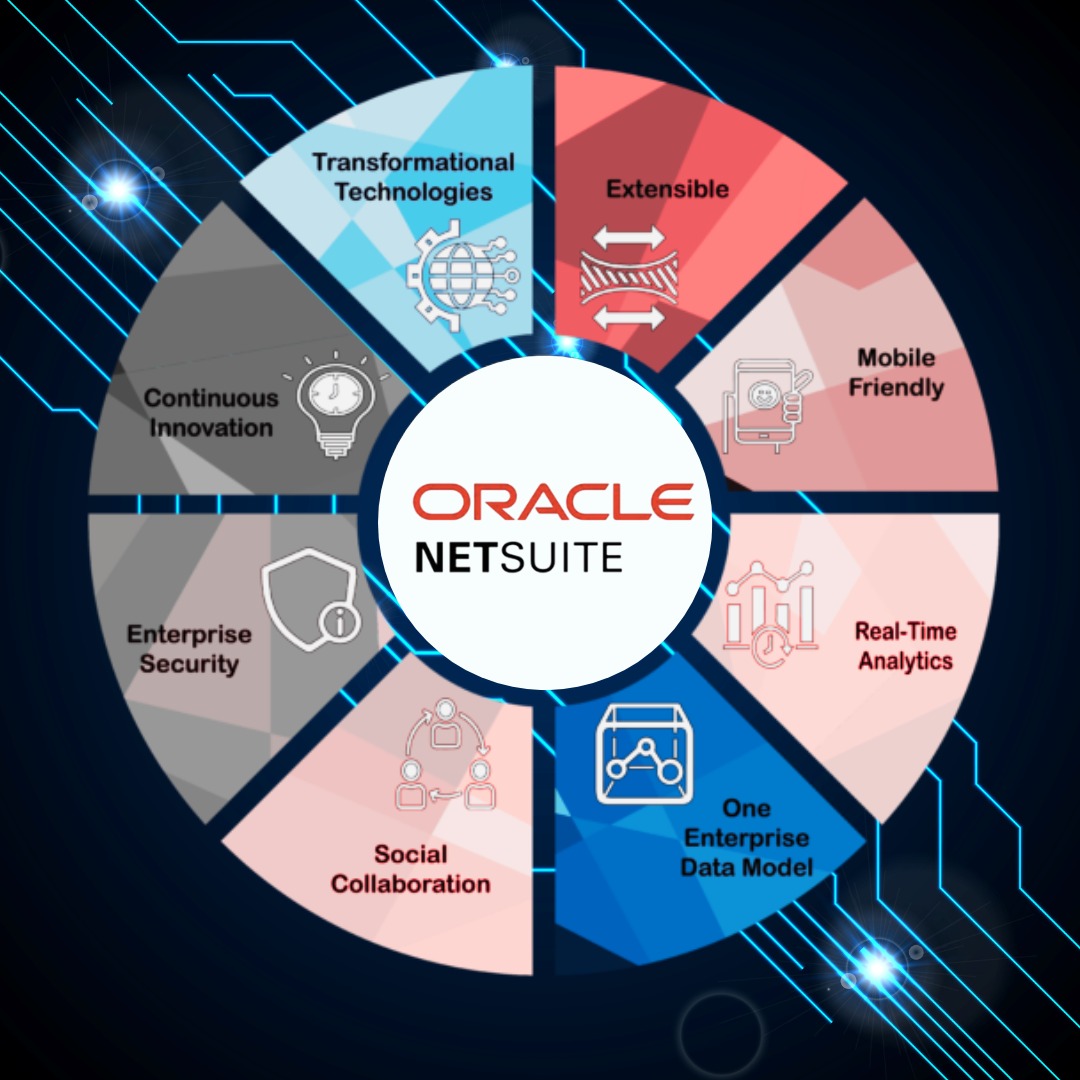 Transformational
Technologies
Extensible
Mobile
Friendly
Continuous
Innovation
ORACLE
NETSUITE
Enterprise
Security
Real-Time
Analytics
One
Enterprise
Data Model
Social
Collaboration